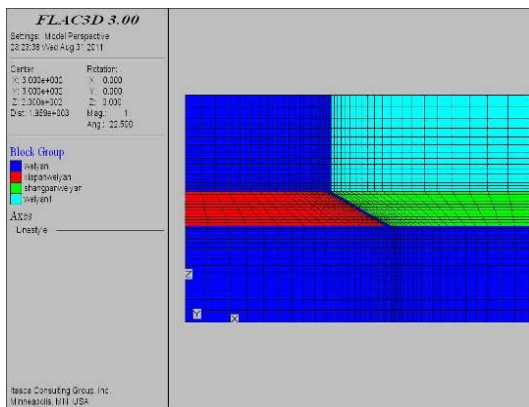 FLAC3D 3.00
Settings: Model Perspective
23:23:38 Wed Aug 31 2011
Center
X: 3.000e+002
Y: 3.000e+002
Z: 2.000e+002
Dist: 1.959e+003
Rotation:
X: 0.000
Y: 0.000
Z: 0.000
Mag.: 1
Ang.: 22.500
Block Group
weiyan
xiapanweiyan
shangpanweiyan
weiyan1
Axes
Linestyle
Z
Y
X
Itasca Consulting Group, Inc.
Minneapolis, MN USA